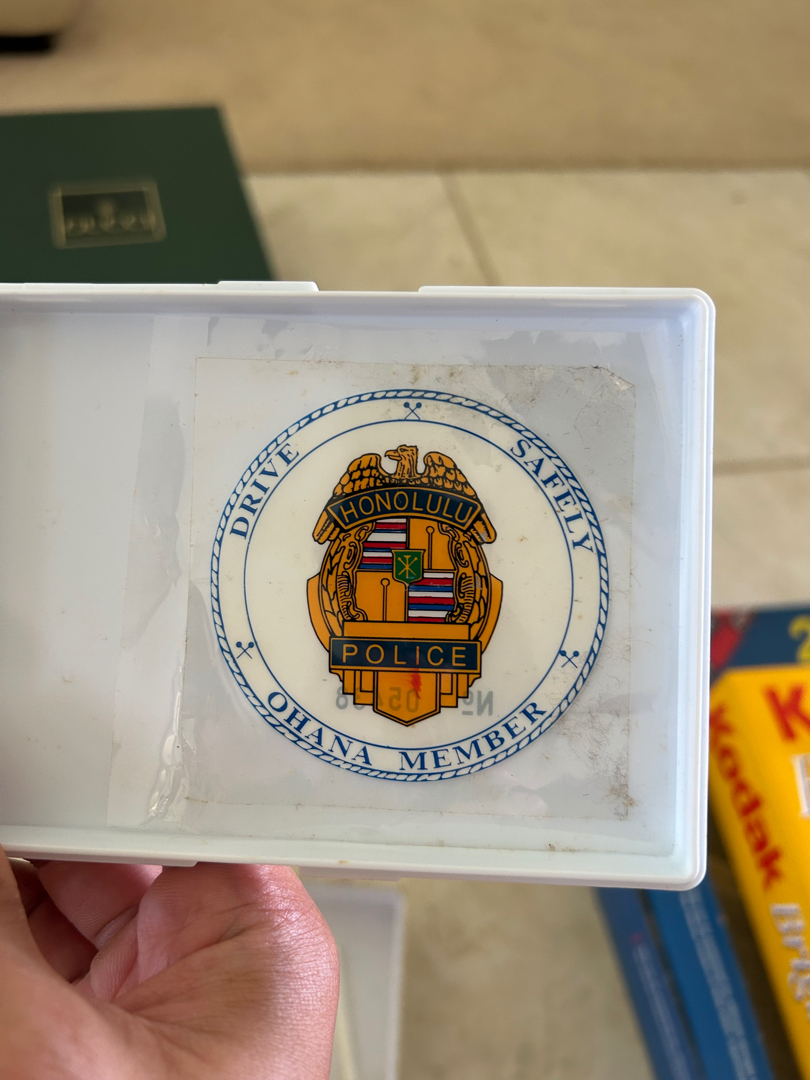 DRIVE SAFELY
HONOLULU
POLICE
OHANA MEMBER
Kodak